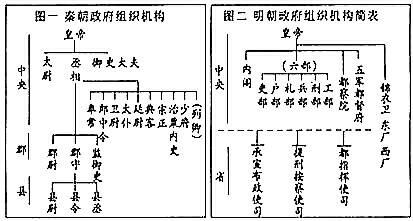 图一 秦朝政府组织机构
皇帝
中央
太尉
丞相
御史大夫
奉常
郎中令
卫尉
太仆
廷尉
典客
宗正
治粟内史
少府
(列卿)
郡
郡尉
郡守
监御史
县
县尉
县令
县丞
图二 明朝政府组织机构简表
皇帝
中央
内阁
(六部)
吏部
户部
礼部
兵部
刑部
工部
都察院
五军都督府
锦衣卫
东厂
西厂
省
承宣布政使司
提刑按察使司
都指挥使司